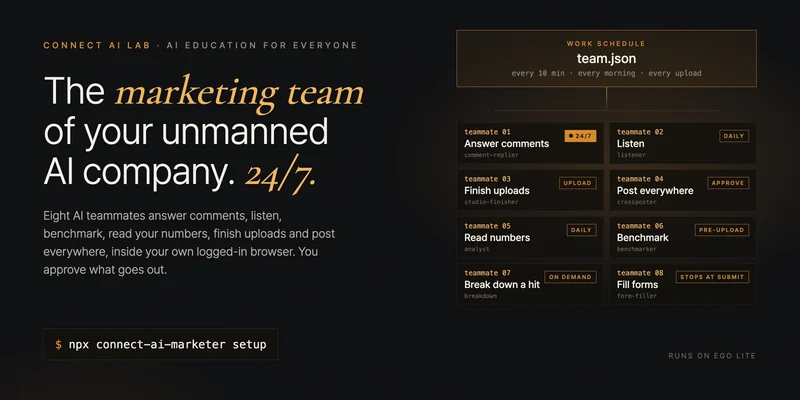 CONNECT AI LAB · AI EDUCATION FOR EVERYONE
The marketing team
of your unmanned
AI company. 24/7.
Eight AI teammates answer comments, listen,
benchmark, read your numbers, finish uploads and post
everywhere, inside your own logged-in browser. You
approve what goes out.
$ npx connect-ai-marketer setup
WORK SCHEDULE
team.json
every 10 min · every morning · every upload
teammate 01
24/7
Answer comments
comment-replier
teammate 02
DAILY
Listen
listener
teammate 03
UPLOAD
Finish uploads
studio-finisher
teammate 04
APPROVE
Post everywhere
crossposter
teammate 05
DAILY
Read numbers
analyst
teammate 06
PRE-UPLOAD
Benchmark
benchmarker
teammate 07
ON DEMAND
Break down a hit
breakdown
teammate 08
STOPS AT SUBMIT
Fill forms
form-filler
RUNS ON EGO LITE